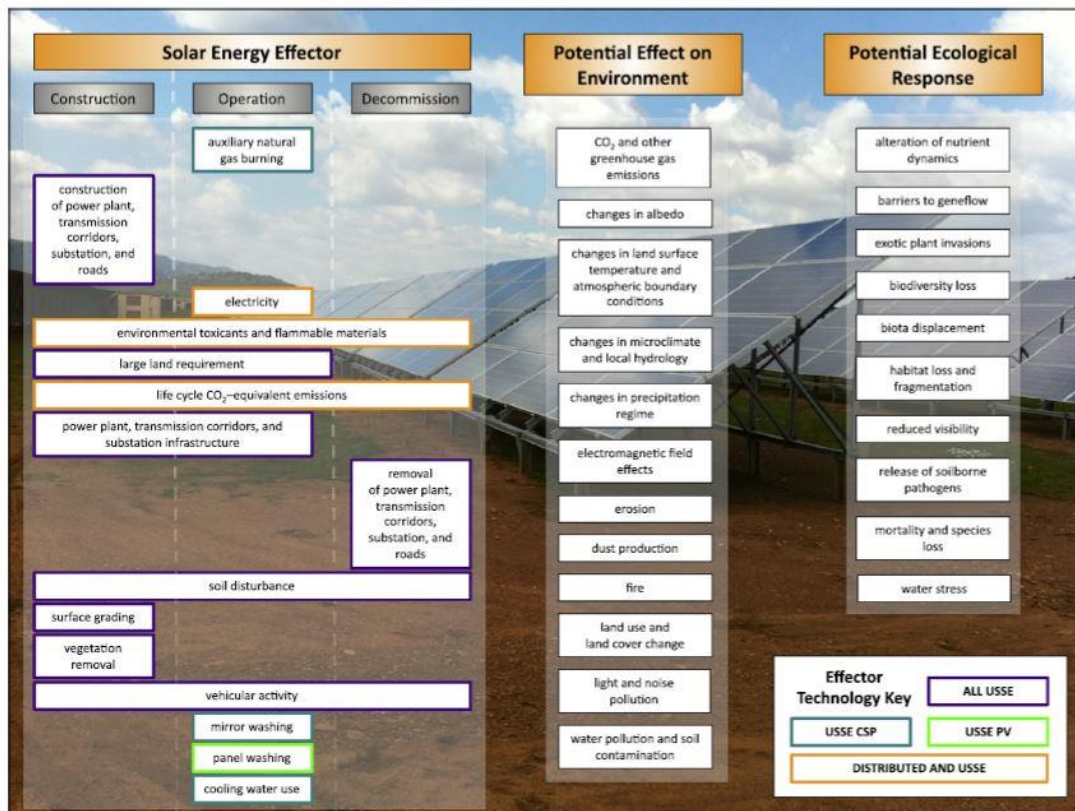 Solar Energy Effector
Construction
Operation
Decommission
auxiliary natural
gas burning
construction
of power plant,
transmission
corridors,
substation, and
roads
electricity
environmental toxicants and flammable materials
large land requirement
life cycle CO₂–equivalent emissions
power plant, transmission corridors, and
substation infrastructure
removal
of power plant,
transmission
corridors,
substation, and
roads
soil disturbance
surface grading
vegetation
removal
vehicular activity
mirror washing
panel washing
cooling water use
Potential Effect on
Environment
CO₂ and other
greenhouse gas
emissions
changes in albedo
changes in land surface
temperature and
atmospheric boundary
conditions
changes in microclimate
and local hydrology
changes in precipitation
regime
electromagnetic field
effects
erosion
dust production
fire
land use and
land cover change
light and noise
pollution
water pollution and soil
contamination
Potential Ecological
Response
alteration of nutrient
dynamics
barriers to geneflow
exotic plant invasions
biodiversity loss
biota displacement
habitat loss and
fragmentation
reduced visibility
release of soilborne
pathogens
mortality and species
loss
water stress
Effector
Technology Key
ALL USSE
USSE CSP
USSE PV
DISTRIBUTED AND USSE